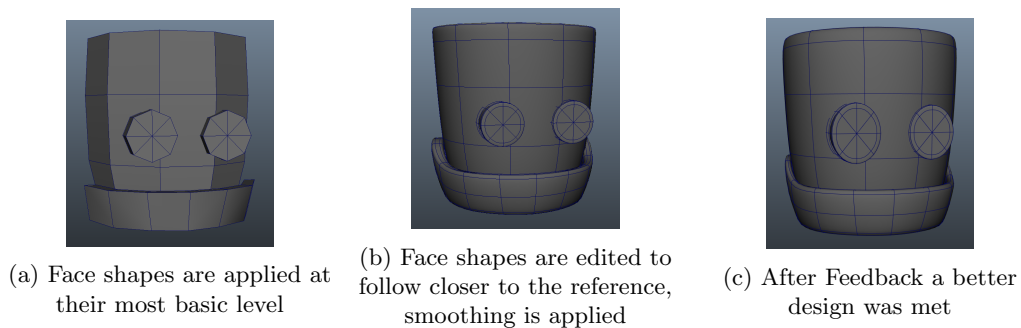 (a) Face shapes are applied at
their most basic level
(b) Face shapes are edited to
follow closer to the reference,
smoothing is applied
(c) After Feedback a better
design was met